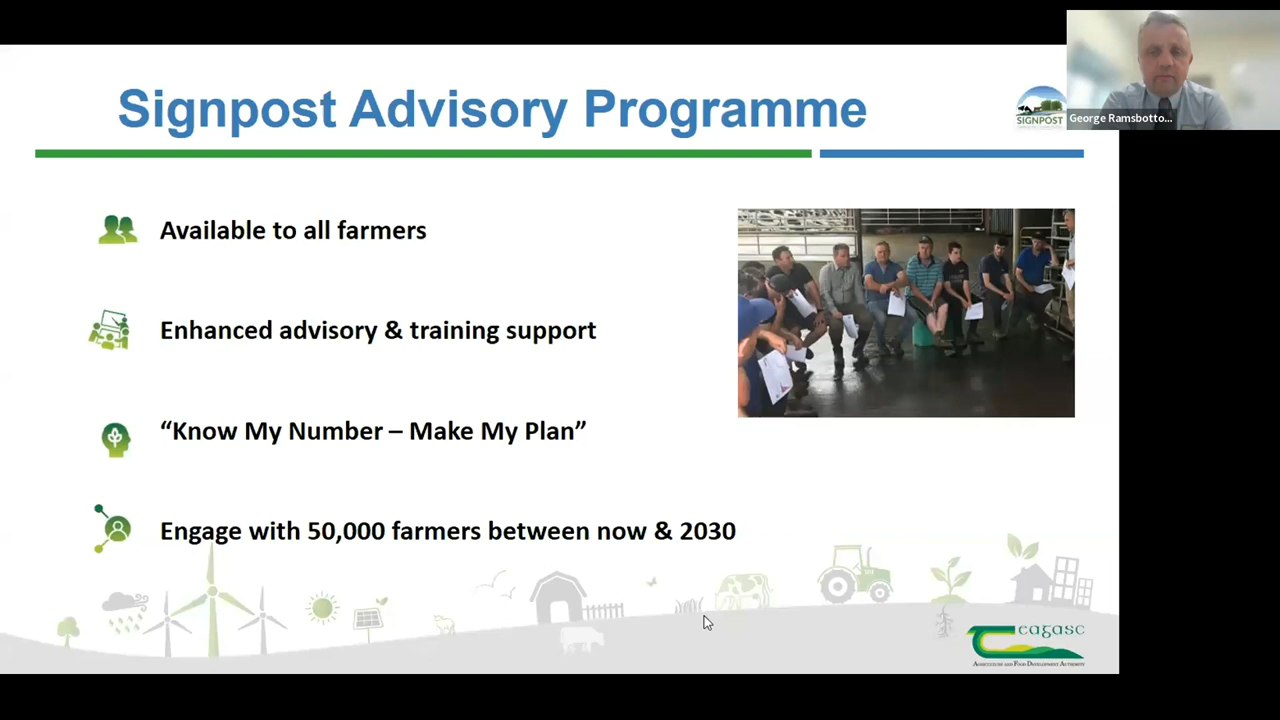 Signpost Advisory Programme
SIGNPOST
George Ramsbotto...
Available to all farmers
Enhanced advisory & training support
“Know My Number – Make My Plan”
Engage with 50,000 farmers between now & 2030
teagasc
AGRICULTURE AND FOOD DEVELOPMENT AUTHORITY